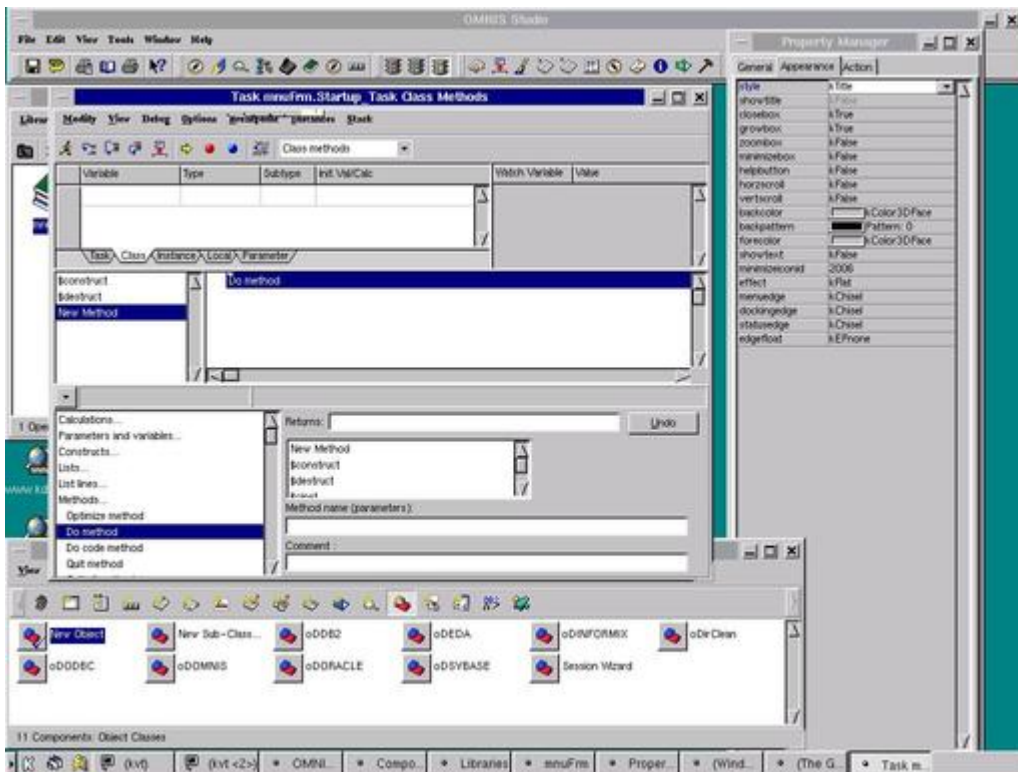 OMNIS Studio
File Edit View Tools Window Help
Property Manager
General Appearance Action
style kTitle
showtitle kFalse
closebox kTrue
growbox kTrue
zoombox kFalse
minimizebox kFalse
helpbutton kFalse
horzscroll kFalse
vertscroll kFalse
backcolor kColor3DFace
backpattern Pattern: 0
forecolor kColor3DFace
showtext kFalse
minimizeiconid 2006
effect kFlat
menuedge kChisel
dockingedge kChisel
statusedge kChisel
edgefloat kEFnone
Task mnuFrm.Startup_Task Class Methods
Librar
Modify View Debug Options Stack
Class methods
Variable Type Subtype Init. Val/Calc Watch Variable Value
Task Class Instance Local Parameter
$construct
$destruct
New Method
Do method
1 Ope
Calculations...
Parameters and variables...
Constructs...
Lists...
List lines...
Methods...
Optimize method
Do method
Do code method
Quit method
Returns: Undo
New Method
$construct
$destruct
Method name (parameters):
Comment :
View
New Object New Sub-Class... oDDB2 oDEDA oDINFORMIX oDirClean
oDODBC oDOMNIS oDORACLE oDSYBASE Session Wizard
11 Components: Object Classes
(kvt) (kvt <2>) OMNI... Compo... Libraries mnuFrm Proper... (Wind... (The G... Task m...